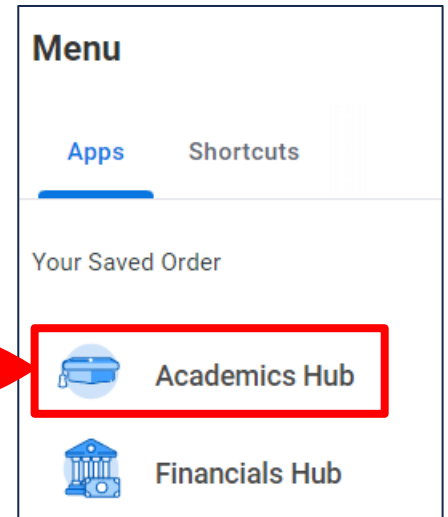 Menu
Apps Shortcuts
Your Saved Order
Academics Hub
Financials Hub